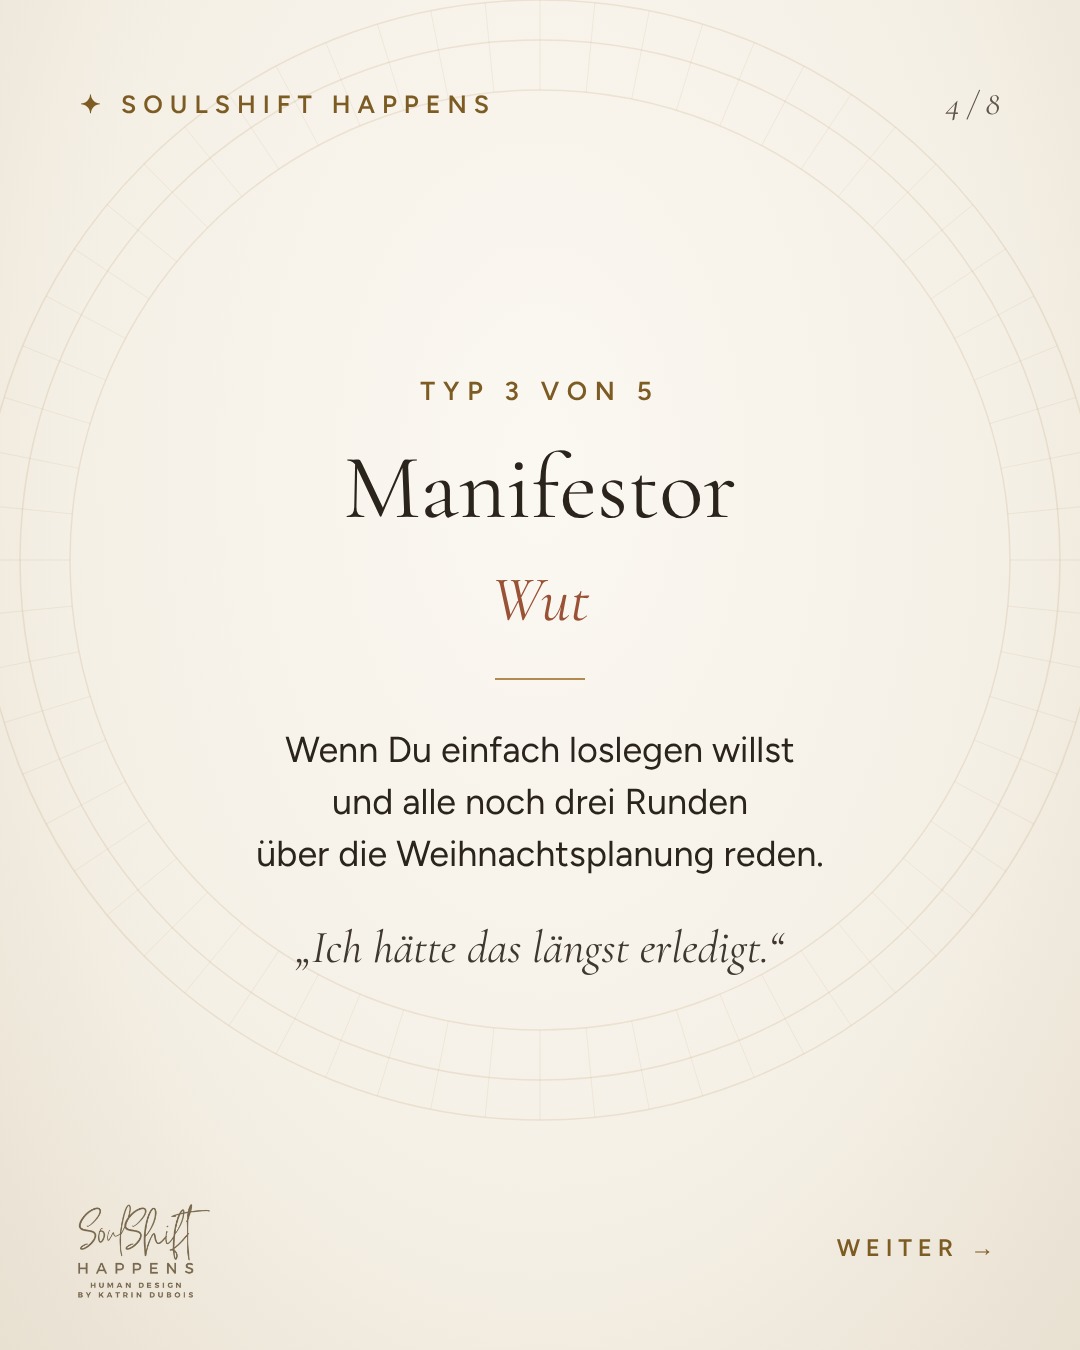 ✦ SOULSHIFT HAPPENS
4 / 8
TYP 3 VON 5
Manifestor
Wut
Wenn Du einfach loslegen willst
und alle noch drei Runden
über die Weihnachtsplanung reden.
„Ich hätte das längst erledigt.“
SoulShift
HAPPENS
HUMAN DESIGN
BY KATRIN DUBOIS
WEITER →